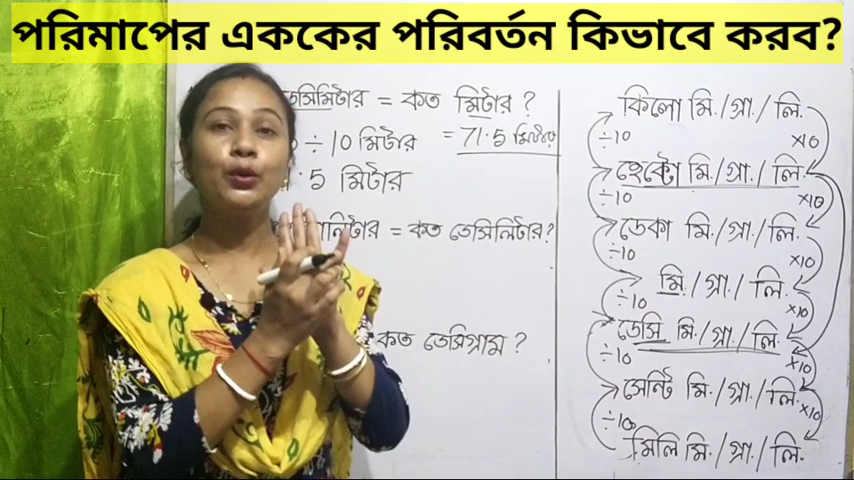 পরিমাপের এককের পরিবর্তন কিভাবে করব?
ডেসিমিটার = কত মিটার ?
÷ 10 মিটার = 71.5 মিটার
.5 মিটার
লিটার = কত ডেসিলিটার?
কত ডেসিগ্রাম ?
কিলো মি./গ্রা./ লি.
÷10 ×10
হেক্টো মি./গ্রা./ লি.
÷10 ×10
ডেকা মি./গ্রা./ লি.
÷10 ×10
মি./গ্রা./ লি.
÷10 ×10
ডেসি মি./গ্রা./ লি.
÷10 ×10
সেন্টি মি./গ্রা./ লি.
÷10 ×10
মিলি মি./গ্রা./ লি.